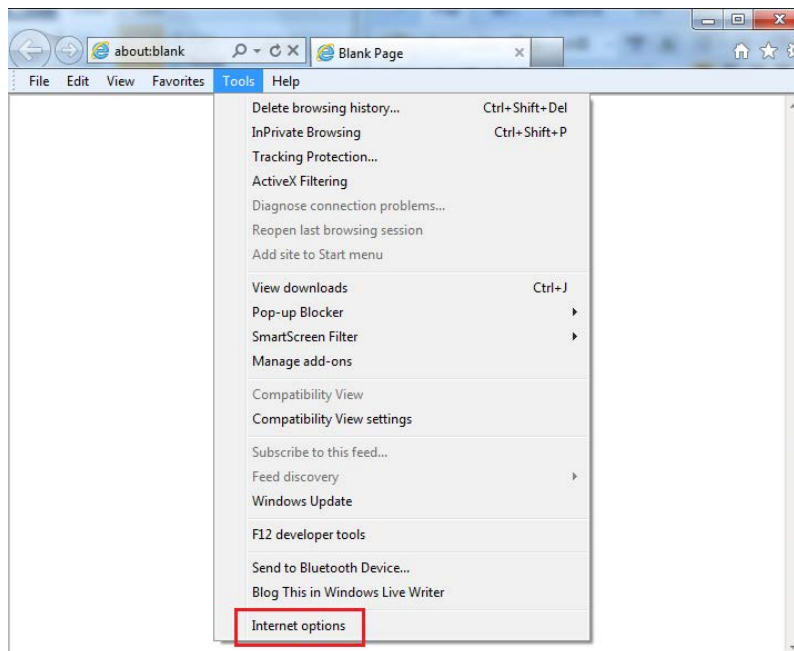 about:blank
Blank Page
File Edit View Favorites Tools Help
Delete browsing history... Ctrl+Shift+Del
InPrivate Browsing Ctrl+Shift+P
Tracking Protection...
ActiveX Filtering
Diagnose connection problems...
Reopen last browsing session
Add site to Start menu
View downloads Ctrl+J
Pop-up Blocker
SmartScreen Filter
Manage add-ons
Compatibility View
Compatibility View settings
Subscribe to this feed...
Feed discovery
Windows Update
F12 developer tools
Send to Bluetooth Device...
Blog This in Windows Live Writer
Internet options